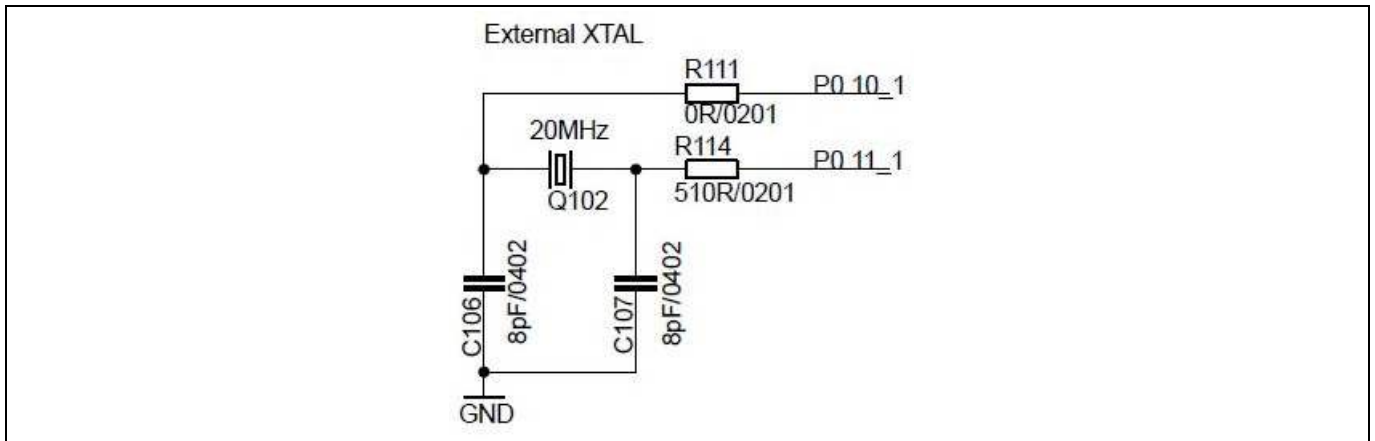 External XTAL
R111
P0 10_1
0R/0201
20MHz
R114
P0 11_1
Q102
510R/0201
C106
8pF/0402
C107
8pF/0402
GND